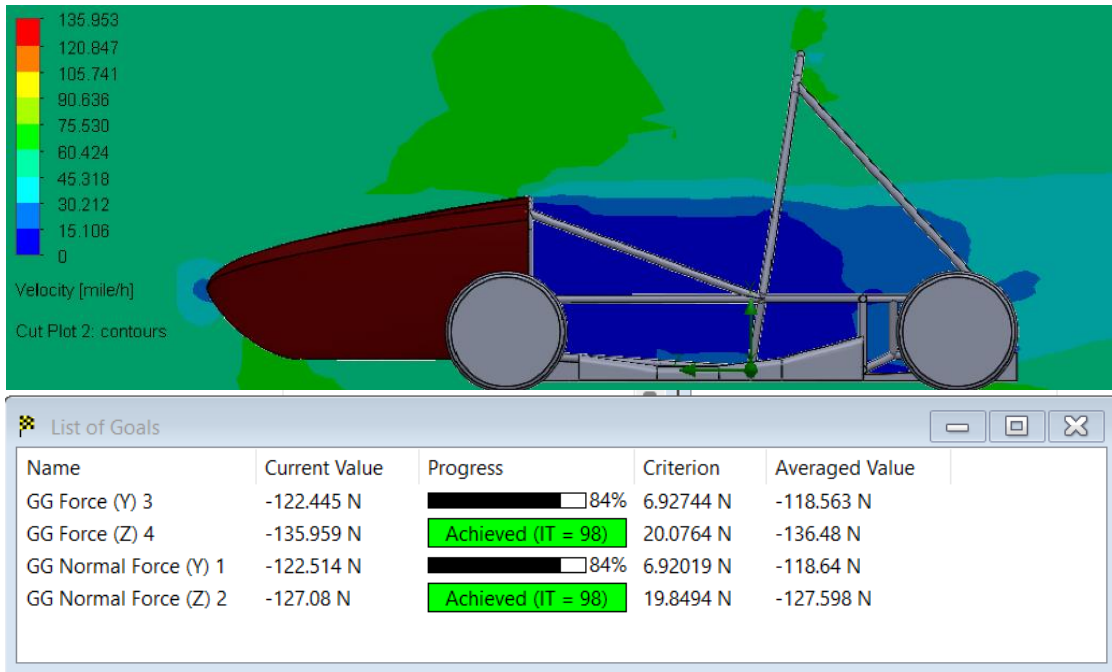 135.953
120.847
105.741
90.636
75.530
60.424
45.318
30.212
15.106
0
Velocity [mile/h]
Cut Plot 2: contours
List of Goals
Name Current Value Progress Criterion Averaged Value
GG Force (Y) 3 -122.445 N 84% 6.92744 N -118.563 N
GG Force (Z) 4 -135.959 N Achieved (IT = 98) 20.0764 N -136.48 N
GG Normal Force (Y) 1 -122.514 N 84% 6.92019 N -118.64 N
GG Normal Force (Z) 2 -127.08 N Achieved (IT = 98) 19.8494 N -127.598 N